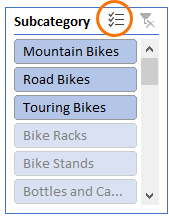 Subcategory
Mountain Bikes
Road Bikes
Touring Bikes
Bike Racks
Bike Stands
Bottles and Ca...